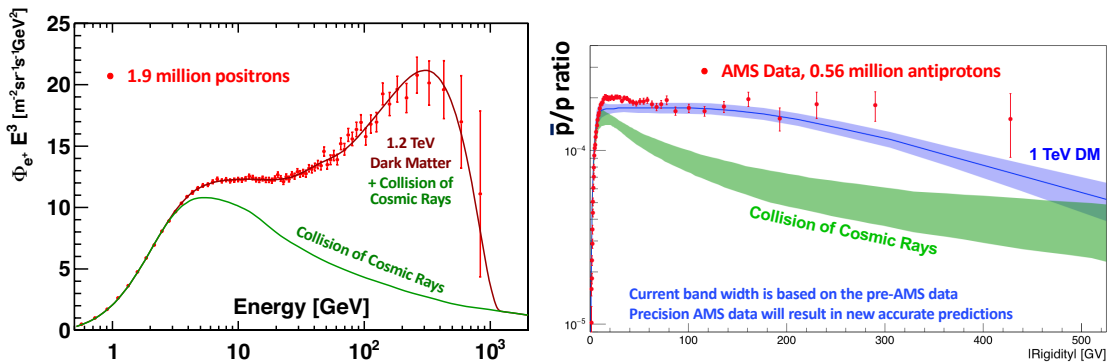 Φe+ E3 [m-2sr-1s-1GeV2]
25
20
15
10
5
0
1.9 million positrons
1.2 TeV
Dark Matter
+ Collision of
Cosmic Rays
Collision of Cosmic Rays
Energy [GeV]
1
10
102
103
p̅/p ratio
10-4
10-5
AMS Data, 0.56 million antiprotons
1 TeV DM
Collision of Cosmic Rays
Current band width is based on the pre-AMS data
Precision AMS data will result in new accurate predictions
0
100
200
300
400
500
|Rigidity| [GV]